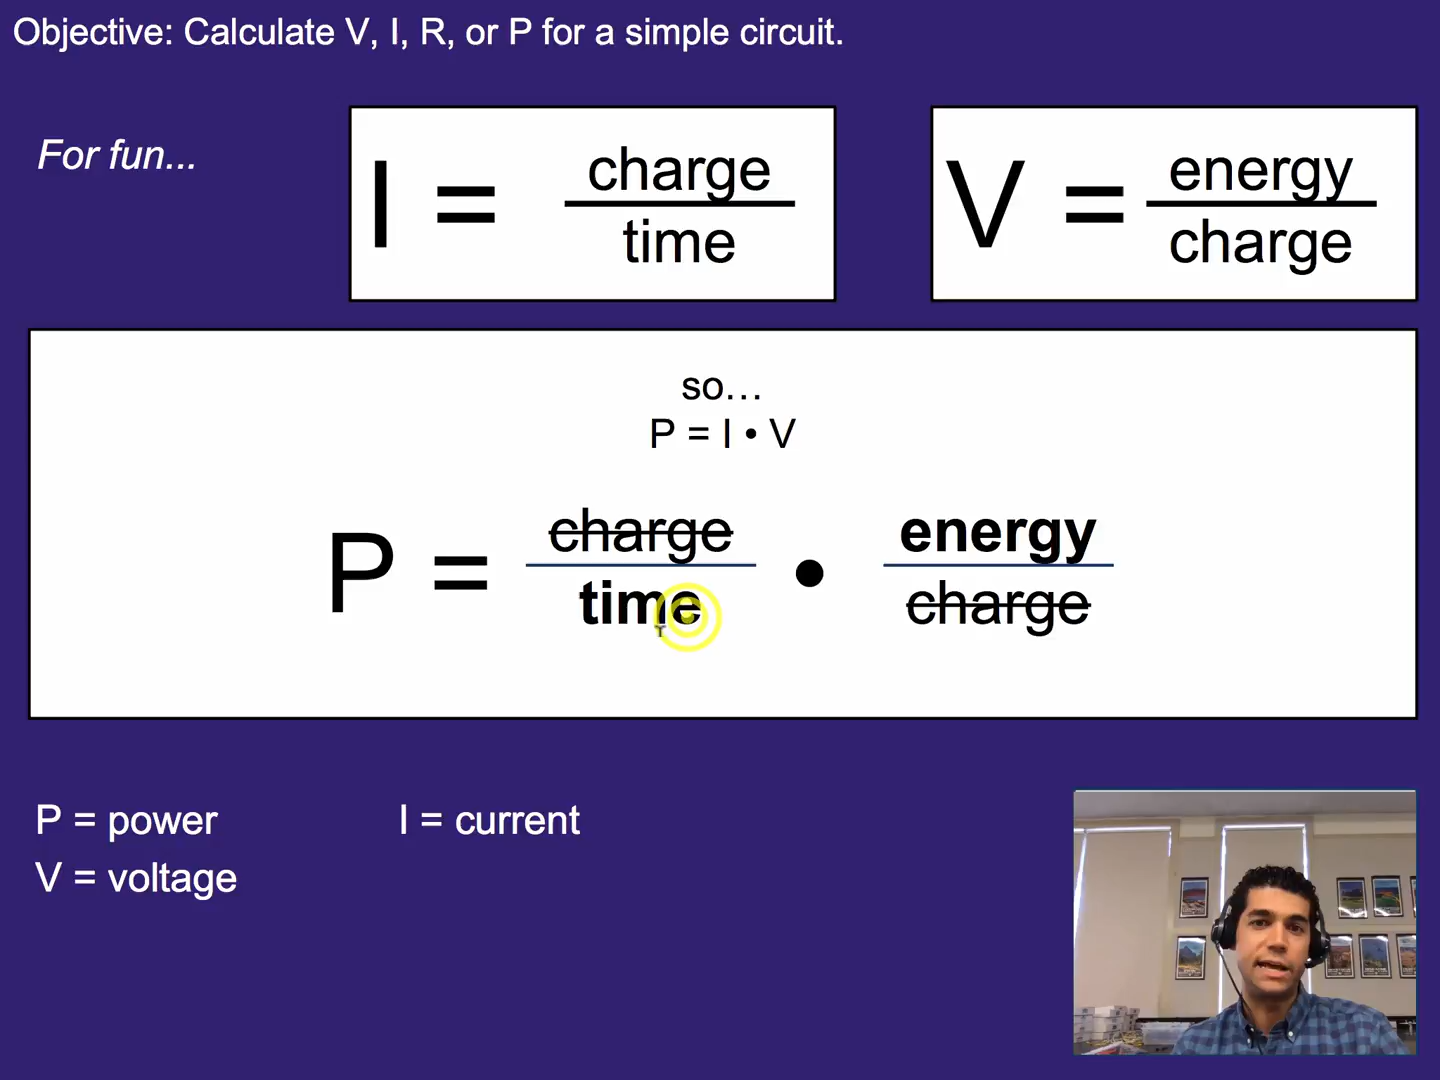 Objective: Calculate V, I, R, or P for a simple circuit.
For fun...
I = charge
time
V = energy
charge
so...
P = I • V
P = charge • energy
time charge
P = power I = current
V = voltage